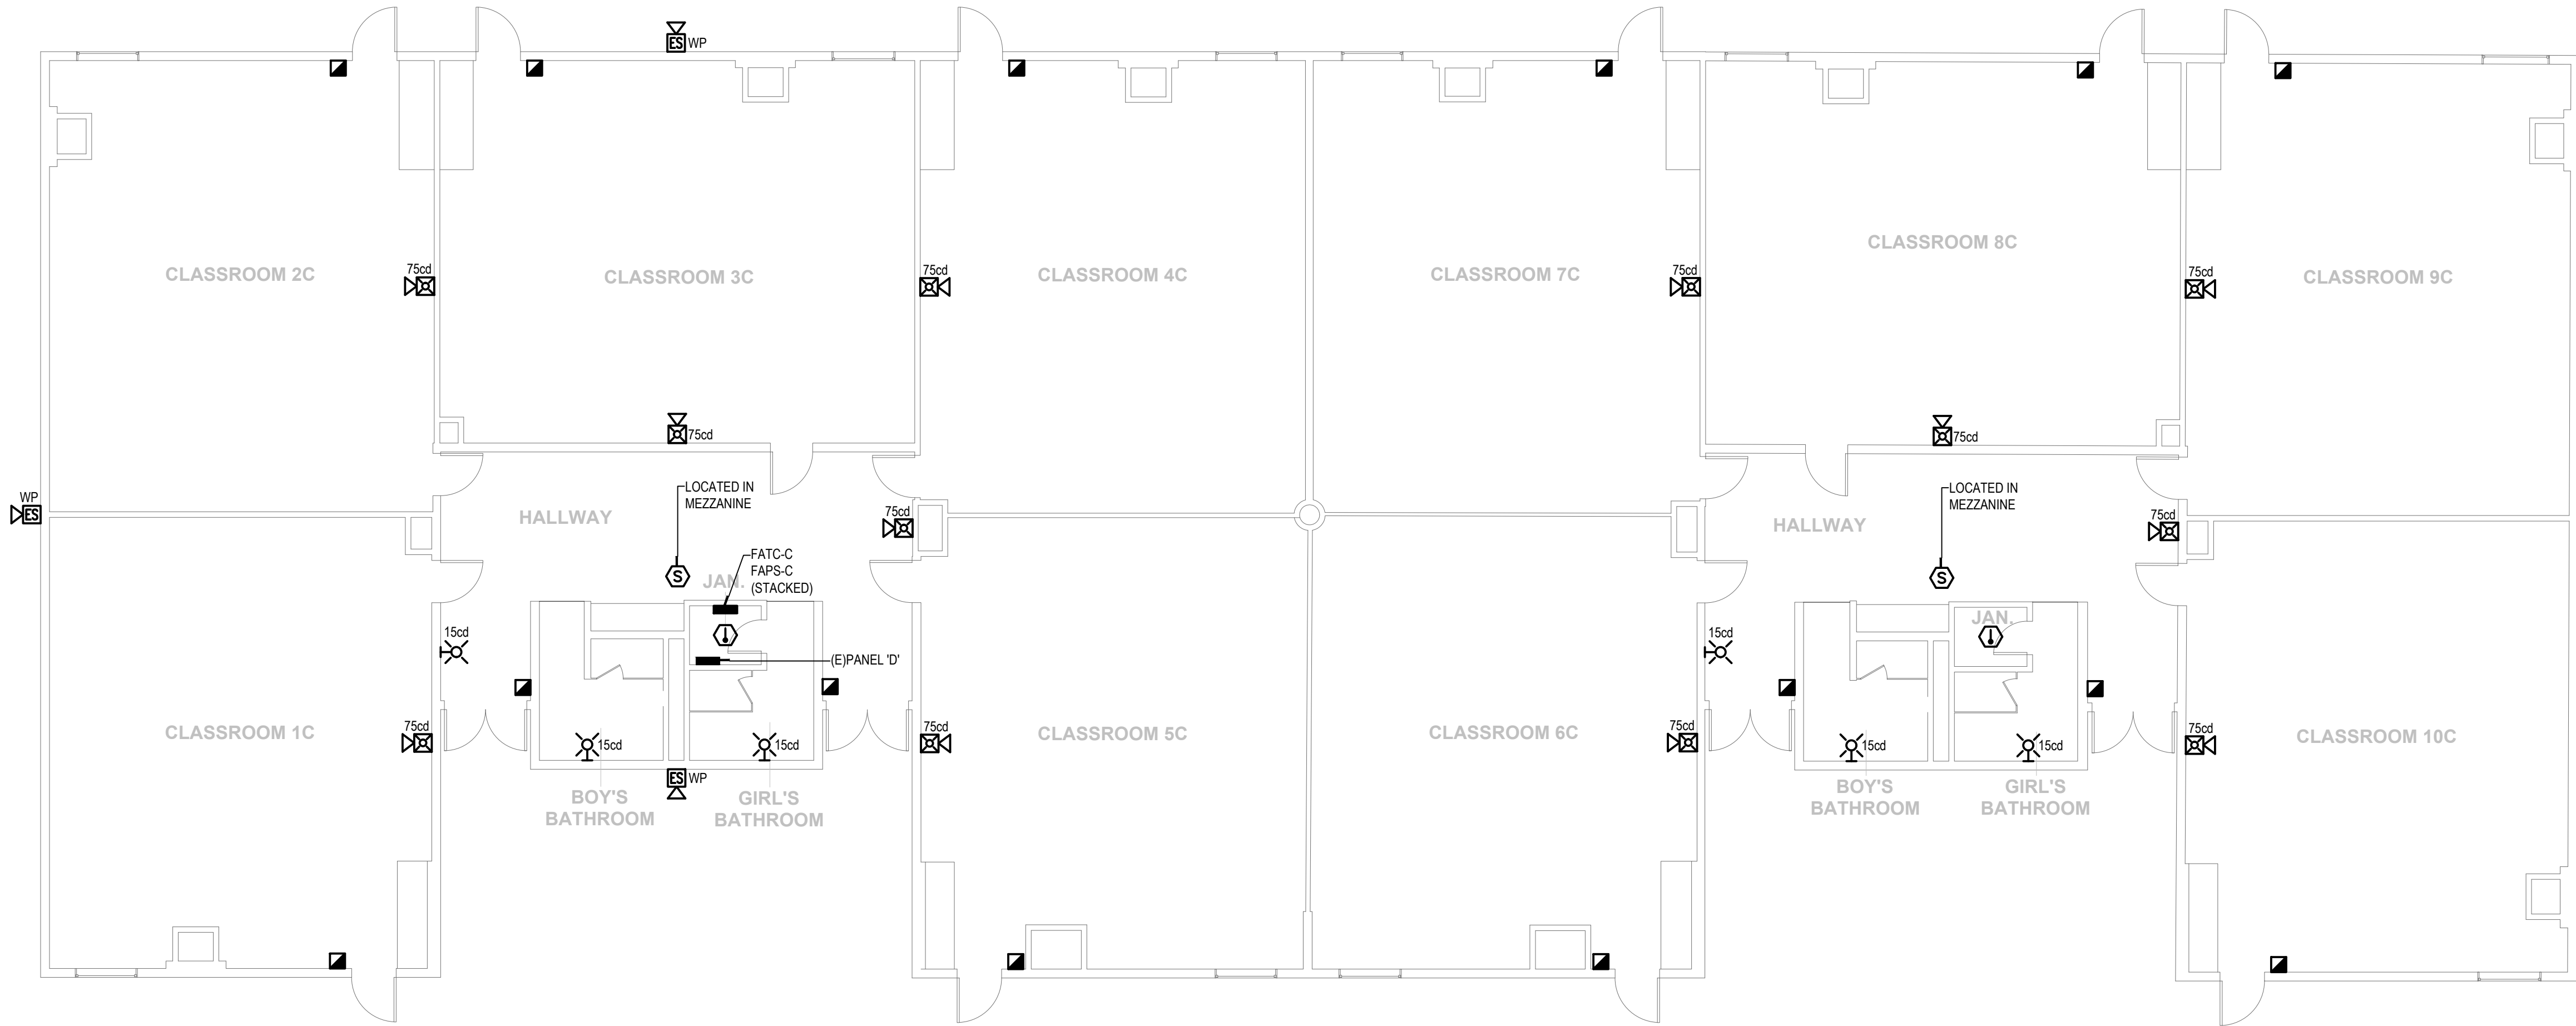 ES WP
CLASSROOM 2C
CLASSROOM 3C
CLASSROOM 4C
CLASSROOM 7C
CLASSROOM 8C
CLASSROOM 9C
75cd
75cd
75cd
75cd
75cd
75cd
WP
ES
HALLWAY
LOCATED IN
MEZZANINE
S
75cd
HALLWAY
LOCATED IN
MEZZANINE
S
75cd
FATC-C
FAPS-C
(STACKED)
JAN.
JAN.
15cd
(E)PANEL 'D'
15cd
CLASSROOM 1C
75cd
15cd
15cd
75cd
CLASSROOM 5C
CLASSROOM 6C
75cd
15cd
15cd
75cd
CLASSROOM 10C
ES WP
BOY'S
BATHROOM
GIRL'S
BATHROOM
BOY'S
BATHROOM
GIRL'S
BATHROOM